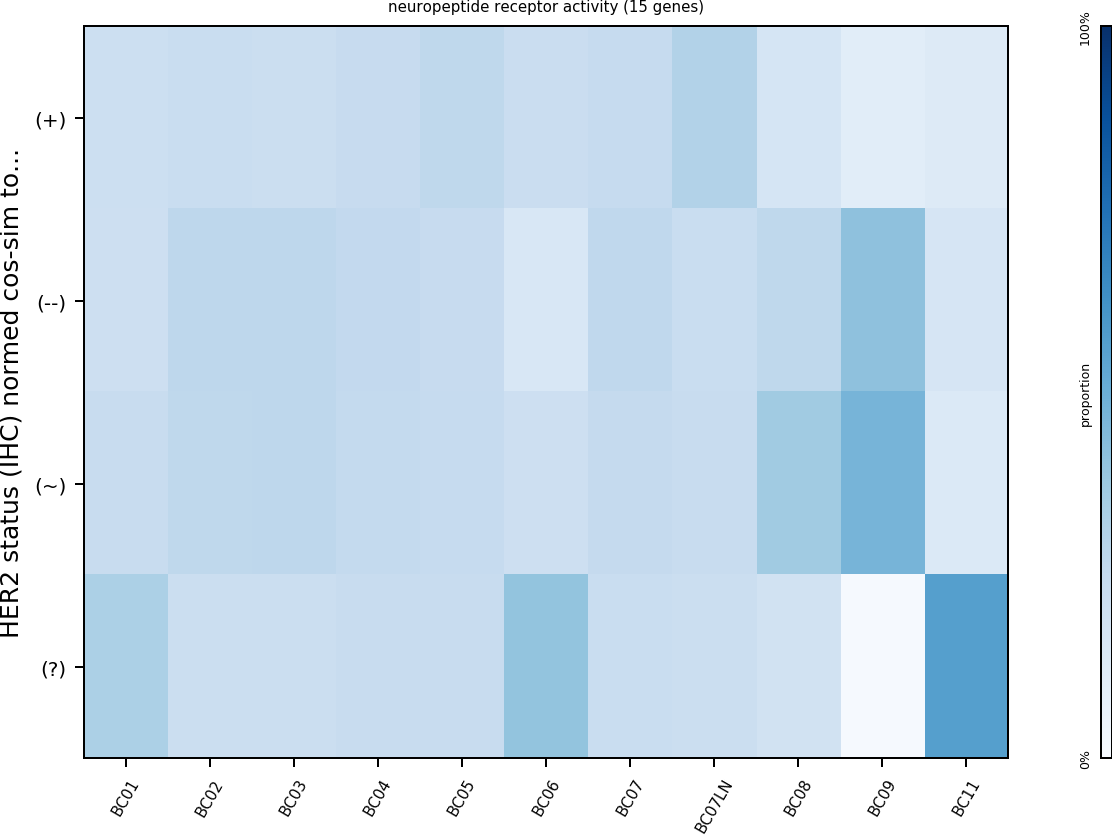 neuropeptide receptor activity (15 genes)
HER2 status (IHC) normed cos-sim to...
(+)
(--)
(~)
(?)
BC01
BC02
BC03
BC04
BC05
BC06
BC07
BC07LN
BC08
BC09
BC11
100%
proportion
0%